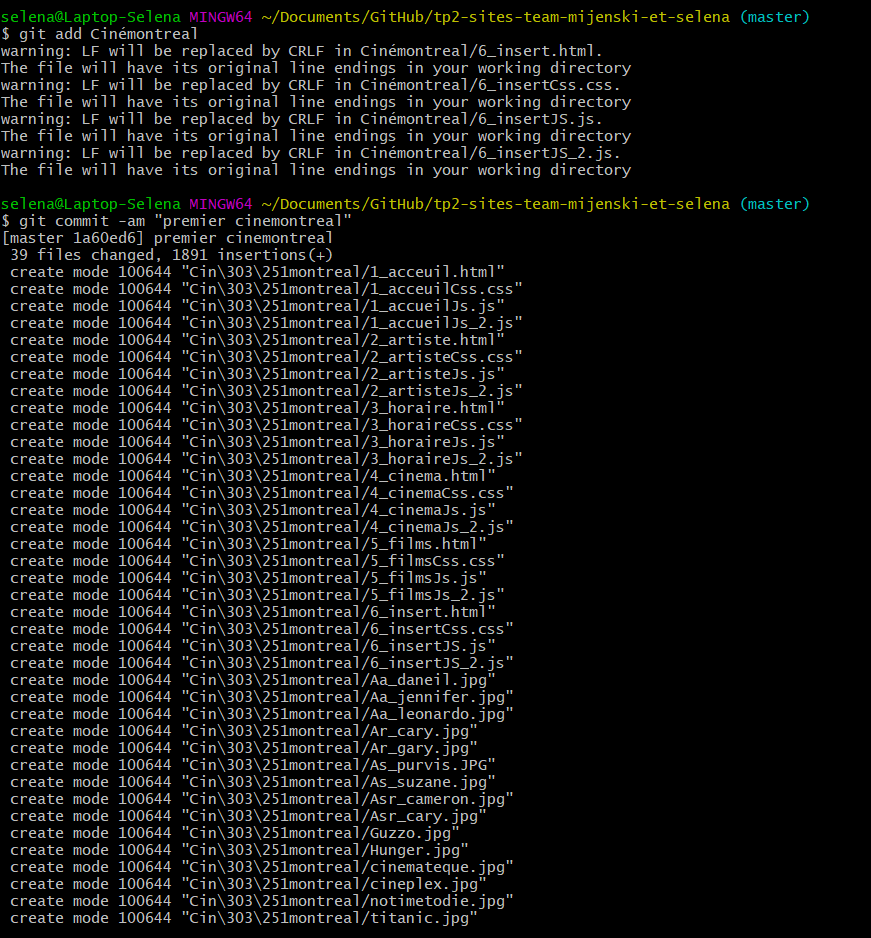 selena@Laptop-Selena MINGW64 ~/Documents/GitHub/tp2-sites-team-mijenski-et-selena (master)
$ git add Cinémontreal
warning: LF will be replaced by CRLF in Cinémontreal/6_insert.html.
The file will have its original line endings in your working directory
warning: LF will be replaced by CRLF in Cinémontreal/6_insertCss.css.
The file will have its original line endings in your working directory
warning: LF will be replaced by CRLF in Cinémontreal/6_insertJS.js.
The file will have its original line endings in your working directory
warning: LF will be replaced by CRLF in Cinémontreal/6_insertJS_2.js.
The file will have its original line endings in your working directory

selena@Laptop-Selena MINGW64 ~/Documents/GitHub/tp2-sites-team-mijenski-et-selena (master)
$ git commit -am "premier cinemontreal"
[master 1a60ed6] premier cinemontreal
 39 files changed, 1891 insertions(+)
 create mode 100644 "Cin\303\251montreal/1_acceuil.html"
 create mode 100644 "Cin\303\251montreal/1_acceuilCss.css"
 create mode 100644 "Cin\303\251montreal/1_accueilJs.js"
 create mode 100644 "Cin\303\251montreal/1_accueilJs_2.js"
 create mode 100644 "Cin\303\251montreal/2_artiste.html"
 create mode 100644 "Cin\303\251montreal/2_artisteCss.css"
 create mode 100644 "Cin\303\251montreal/2_artisteJs.js"
 create mode 100644 "Cin\303\251montreal/2_artisteJs_2.js"
 create mode 100644 "Cin\303\251montreal/3_horaire.html"
 create mode 100644 "Cin\303\251montreal/3_horaireCss.css"
 create mode 100644 "Cin\303\251montreal/3_horaireJs.js"
 create mode 100644 "Cin\303\251montreal/3_horaireJs_2.js"
 create mode 100644 "Cin\303\251montreal/4_cinema.html"
 create mode 100644 "Cin\303\251montreal/4_cinemaCss.css"
 create mode 100644 "Cin\303\251montreal/4_cinemaJs.js"
 create mode 100644 "Cin\303\251montreal/4_cinemaJs_2.js"
 create mode 100644 "Cin\303\251montreal/5_films.html"
 create mode 100644 "Cin\303\251montreal/5_filmsCss.css"
 create mode 100644 "Cin\303\251montreal/5_filmsJs.js"
 create mode 100644 "Cin\303\251montreal/5_filmsJs_2.js"
 create mode 100644 "Cin\303\251montreal/6_insert.html"
 create mode 100644 "Cin\303\251montreal/6_insertCss.css"
 create mode 100644 "Cin\303\251montreal/6_insertJS.js"
 create mode 100644 "Cin\303\251montreal/6_insertJS_2.js"
 create mode 100644 "Cin\303\251montreal/Aa_daneil.jpg"
 create mode 100644 "Cin\303\251montreal/Aa_jennifer.jpg"
 create mode 100644 "Cin\303\251montreal/Aa_leonardo.jpg"
 create mode 100644 "Cin\303\251montreal/Ar_cary.jpg"
 create mode 100644 "Cin\303\251montreal/Ar_gary.jpg"
 create mode 100644 "Cin\303\251montreal/As_purvis.JPG"
 create mode 100644 "Cin\303\251montreal/As_suzane.jpg"
 create mode 100644 "Cin\303\251montreal/Asr_cameron.jpg"
 create mode 100644 "Cin\303\251montreal/Asr_cary.jpg"
 create mode 100644 "Cin\303\251montreal/Guzzo.jpg"
 create mode 100644 "Cin\303\251montreal/Hunger.jpg"
 create mode 100644 "Cin\303\251montreal/cinemateque.jpg"
 create mode 100644 "Cin\303\251montreal/cineplex.jpg"
 create mode 100644 "Cin\303\251montreal/notimetodie.jpg"
 create mode 100644 "Cin\303\251montreal/titanic.jpg"